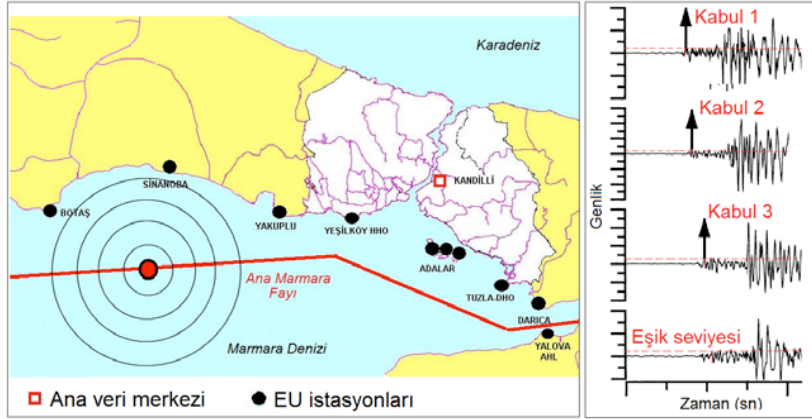 Karadeniz
KANDİLLİ
SİNANOBA
BOTAŞ
YAKUPLU
YEŞİLKÖY HHO
ADALAR
Ana Marmara
Fayı
TUZLA-DHO
DARICA
Marmara Denizi
YALOVA
AHL
Ana veri merkezi
EU istasyonları
Kabul 1
Kabul 2
Genlik
Kabul 3
Eşik seviyesi
Zaman (sn)